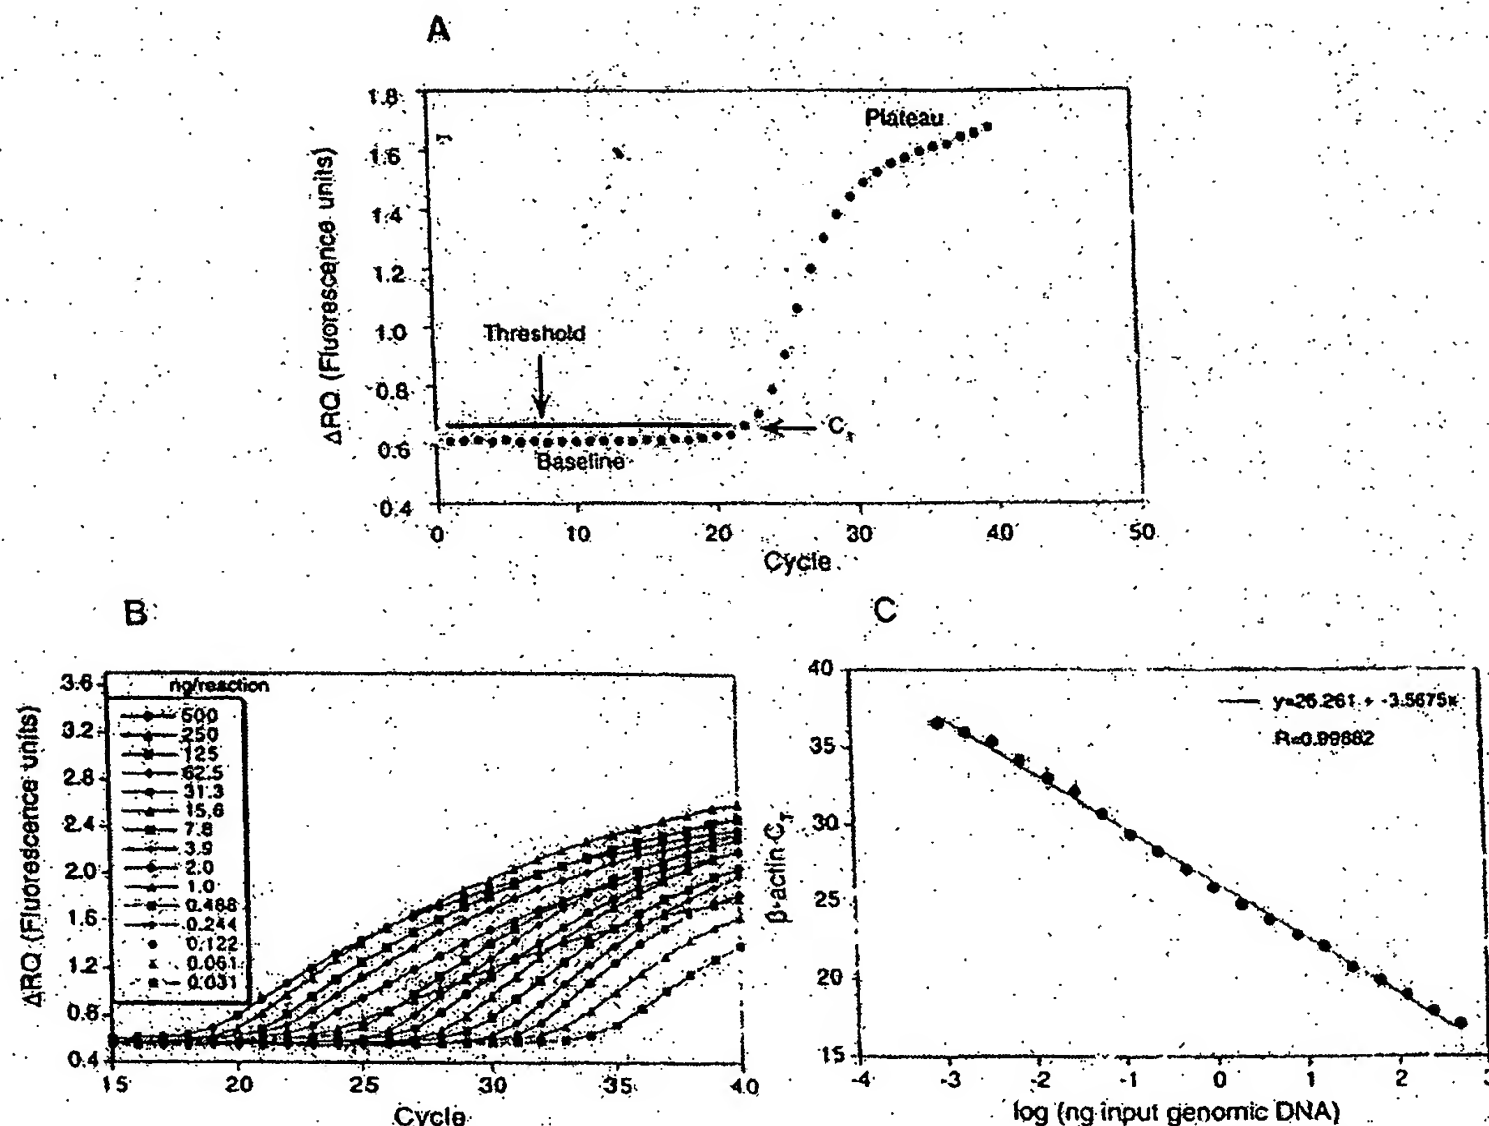 A
ΔRQ (Fluorescence units)
1.8
1.6
1.4
1.2
1.0
0.8
0.6
0.4
Plateau
Threshold
C_T
Baseline
0 10 20 30 40 50
Cycle
B
ΔRQ (Fluorescence units)
3.6
3.2
2.8
2.4
2.0
1.6
1.2
0.8
0.4
ng/reaction
500
250
125
62.5
31.3
15.6
7.8
3.9
2.0
1.0
0.488
0.244
0.122
0.061
0.031
15 20 25 30 35 40
Cycle
C
β-actin C_T
40
35
30
25
20
15
y=26.261 + -3.5675x
-4 -3 -2 -1 0 1 2 3
log (ng input genomic DNA)